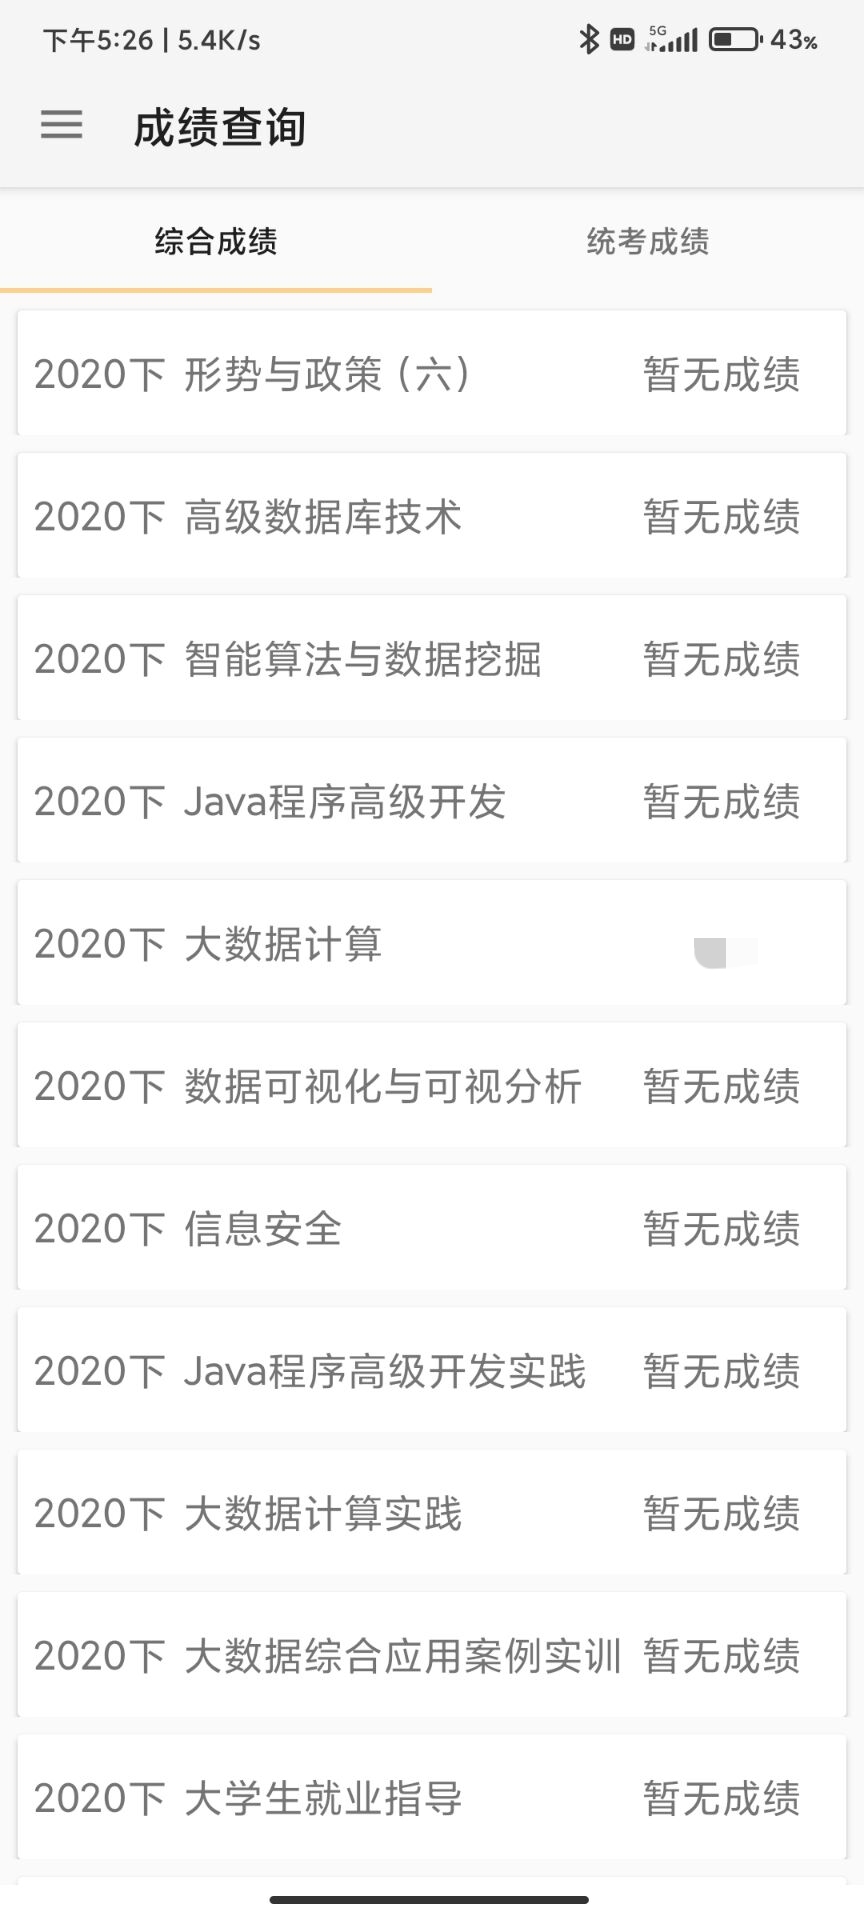 下午5:26 | 5.4K/s HD 5G 43%
成绩查询
综合成绩 统考成绩
2020下 形势与政策（六） 暂无成绩
2020下 高级数据库技术 暂无成绩
2020下 智能算法与数据挖掘 暂无成绩
2020下 Java程序高级开发 暂无成绩
2020下 大数据计算
2020下 数据可视化与可视分析 暂无成绩
2020下 信息安全 暂无成绩
2020下 Java程序高级开发实践 暂无成绩
2020下 大数据计算实践 暂无成绩
2020下 大数据综合应用案例实训 暂无成绩
2020下 大学生就业指导 暂无成绩